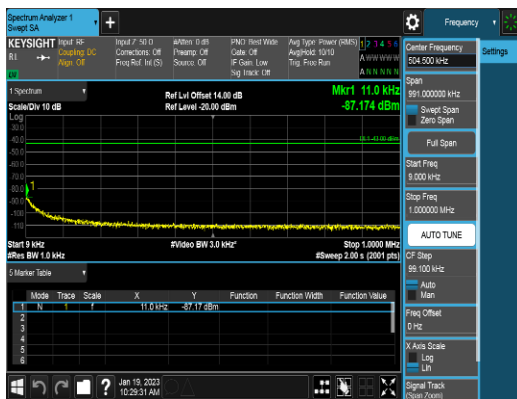 Spectrum Analyzer 1
Swept SA
Frequency
KEYSIGHT
R L
Input: RF
Coupling: DC
Align: Off
Input Z: 50 Ω
Corrections: Off
Freq Ref: Int (S)
#Atten: 0 dB
Preamp: Off
Source: Off
PNO: Best Wide
Gate: Off
IF Gain: Low
Sig Track: Off
Avg Type: Power (RMS)
Avg|Hold: 10/10
Trig: Free Run
1 2 3 4 5 6
A W W W W W
A N N N N N
1 Spectrum
Scale/Div 10 dB
Ref Lvl Offset 14.00 dB
Ref Level -20.00 dBm
Mkr1 11.0 kHz
-87.174 dBm
Log
-30.0
-40.0
-50.0
-60.0
-70.0
-80.0
-90.0
-100
-110
DL1 -43.00 dBm
1
Start 9 kHz
#Res BW 1.0 kHz
#Video BW 3.0 kHz*
Stop 1.0000 MHz
#Sweep 2.00 s (2001 pts)
5 Marker Table
Mode Trace Scale X Y Function Function Width Function Value
1 N 1 f 11.0 kHz -87.17 dBm
2
3
4
5
6
Jan 19, 2023
10:29:31 AM
Center Frequency
504.500 kHz
Settings
Span
991.000000 kHz
Swept Span
Zero Span
Full Span
Start Freq
9.000 kHz
Stop Freq
1.000000 MHz
AUTO TUNE
CF Step
99.100 kHz
Auto
Man
Freq Offset
0 Hz
X Axis Scale
Log
Lin
Signal Track
(Span Zoom)